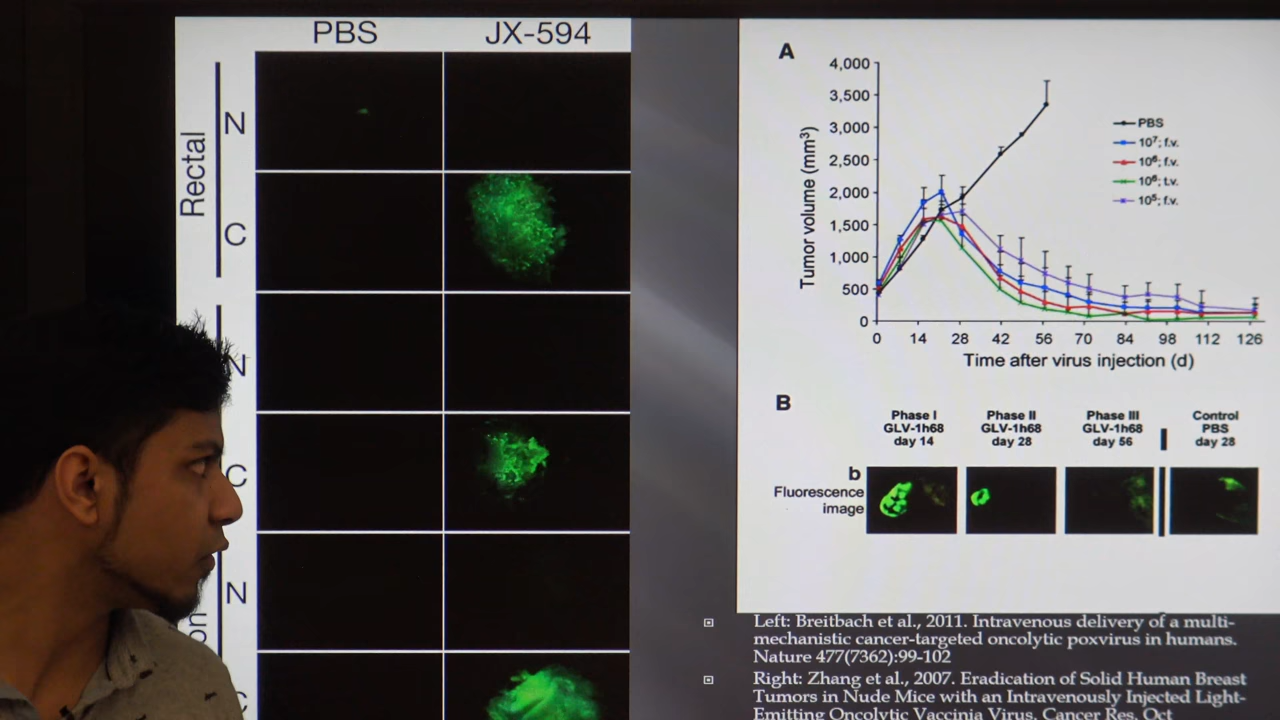 PBS JX-594
Rectal
N
C
N
C
N
on
A
Tumor volume (mm³)
4,000
3,500
3,000
2,500
2,000
1,500
1,000
500
0
0 14 28 42 56 70 84 98 112 126
Time after virus injection (d)
PBS
10⁷; f.v.
10⁶; f.v.
10⁶; t.v.
10⁵; f.v.
B
Phase I
GLV-1h68
day 14
Phase II
GLV-1h68
day 28
Phase III
GLV-1h68
day 56
Control
PBS
day 28
b
Fluorescence
image
Left: Breitbach et al., 2011. Intravenous delivery of a multi-
mechanistic cancer-targeted oncolytic poxvirus in humans.
Nature 477(7362):99-102
Right: Zhang et al., 2007. Eradication of Solid Human Breast
Tumors in Nude Mice with an Intravenously Injected Light-
Emitting Oncolytic Vaccinia Virus. Cancer Res. Oct